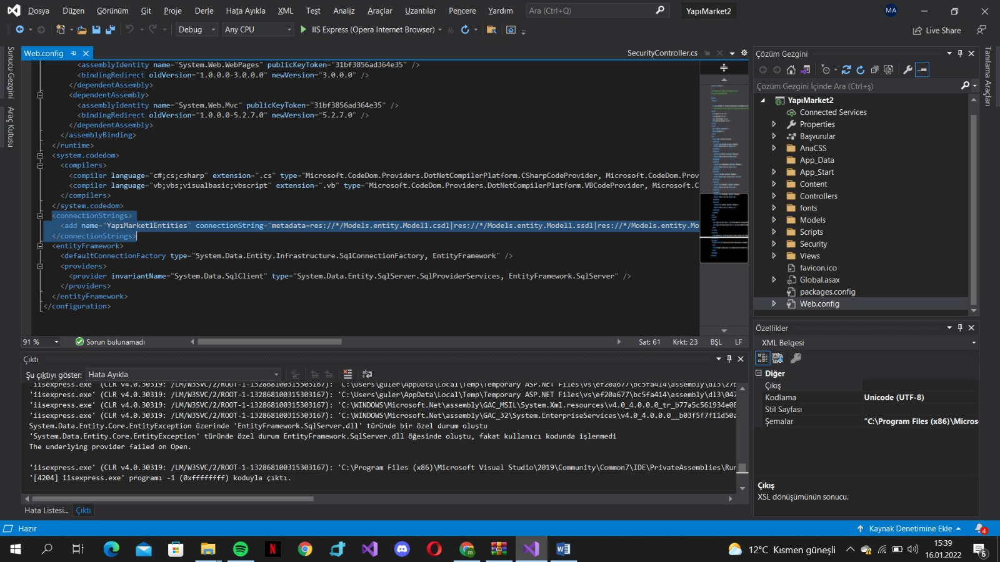 Dosya Düzen Görünüm Git Proje Derle Hata Ayıkla XML Test Analiz Araçlar Uzantılar Pencere Yardım Ara (Ctrl+Q) YapıMarket2 MA
Debug Any CPU IIS Express (Opera Internet Browser) Live Share
Sunucu Gezgini
Araç Kutusu
Web.config SecurityController.cs
<assemblyIdentity name="System.Web.WebPages" publicKeyToken="31bf3856ad364e35" />
<bindingRedirect oldVersion="1.0.0.0-3.0.0.0" newVersion="3.0.0.0" />
</dependentAssembly>
<dependentAssembly>
<assemblyIdentity name="System.Web.Mvc" publicKeyToken="31bf3856ad364e35" />
<bindingRedirect oldVersion="1.0.0.0-5.2.7.0" newVersion="5.2.7.0" />
</dependentAssembly>
</assemblyBinding>
</runtime>
<system.codedom>
<compilers>
<compiler language="c#;cs;csharp" extension=".cs" type="Microsoft.CodeDom.Providers.DotNetCompilerPlatform.CSharpCodeProvider, Microsoft.CodeDom.Prov
<compiler language="vb;vbs;visualbasic;vbscript" extension=".vb" type="Microsoft.CodeDom.Providers.DotNetCompilerPlatform.VBCodeProvider, Microsoft.C
</compilers>
</system.codedom>
<connectionStrings>
<add name="YapıMarket1Entities" connectionString="metadata=res://*/Models.entity.Model1.csdl|res://*/Models.entity.Model1.ssdl|res://*/Models.entity.Mo
</connectionStrings>
<entityFramework>
<defaultConnectionFactory type="System.Data.Entity.Infrastructure.SqlConnectionFactory, EntityFramework" />
<providers>
<provider invariantName="System.Data.SqlClient" type="System.Data.Entity.SqlServer.SqlProviderServices, EntityFramework.SqlServer" />
</providers>
</entityFramework>
</configuration>
91 % Sorun bulunamadı Sat: 61 Krkt: 23 BŞL LF
Çıktı
Şu çıktıyı göster: Hata Ayıkla
'iisexpress.exe' (CLR v4.0.30319: /LM/W3SVC/2/ROOT-1-132868100315303167): 'C:\Users\guler\AppData\Local\Temp\Temporary ASP.NET Files\vs\ef20a677\bc5fa414\assembly\dl3\27b
'iisexpress.exe' (CLR v4.0.30319: /LM/W3SVC/2/ROOT-1-132868100315303167): 'C:\Users\guler\AppData\Local\Temp\Temporary ASP.NET Files\vs\ef20a677\bc5fa414\assembly\dl3\047
'iisexpress.exe' (CLR v4.0.30319: /LM/W3SVC/2/ROOT-1-132868100315303167): 'C:\WINDOWS\Microsoft.Net\assembly\GAC_MSIL\System.Xml.resources\v4.0_4.0.0.0_tr_b77a5c561934e08
'iisexpress.exe' (CLR v4.0.30319: /LM/W3SVC/2/ROOT-1-132868100315303167): 'C:\WINDOWS\Microsoft.Net\assembly\GAC_32\System.EnterpriseServices\v4.0_4.0.0.0__b03f5f7f11d50a
System.Data.Entity.Core.EntityException üzerinde 'EntityFramework.SqlServer.dll' türünde bir özel durum oluştu
'System.Data.Entity.Core.EntityException' türünde özel durum EntityFramework.SqlServer.dll öğesinde oluştu, fakat kullanıcı kodunda işlenmedi
The underlying provider failed on Open.
'iisexpress.exe' (CLR v4.0.30319: /LM/W3SVC/2/ROOT-1-132868100315303167): 'C:\Program Files (x86)\Microsoft Visual Studio\2019\Community\Common7\IDE\PrivateAssemblies\Run
'[4204] iisexpress.exe' programı -1 (0xffffffff) koduyla çıktı.
Hata Listesi... Çıktı
Çözüm Gezgini
Çözüm Gezgini İçinde Ara (Ctrl+ş)
YapıMarket2
Connected Services
Properties
Başvurular
AnaCSS
App_Data
App_Start
Content
Controllers
fonts
Models
Scripts
Security
Views
favicon.ico
Global.asax
packages.config
Web.config
Özellikler
XML Belgesi
Diğer
Çıkış
Kodlama Unicode (UTF-8)
Stil Sayfası
Şemalar "C:\Program Files (x86)\Micros
Çıkış
XSL dönüşümünün sonucu.
Tanılama Araçları
Hazır Kaynak Denetimine Ekle 4
12°C Kısmen güneşli 15:39
16.01.2022 6